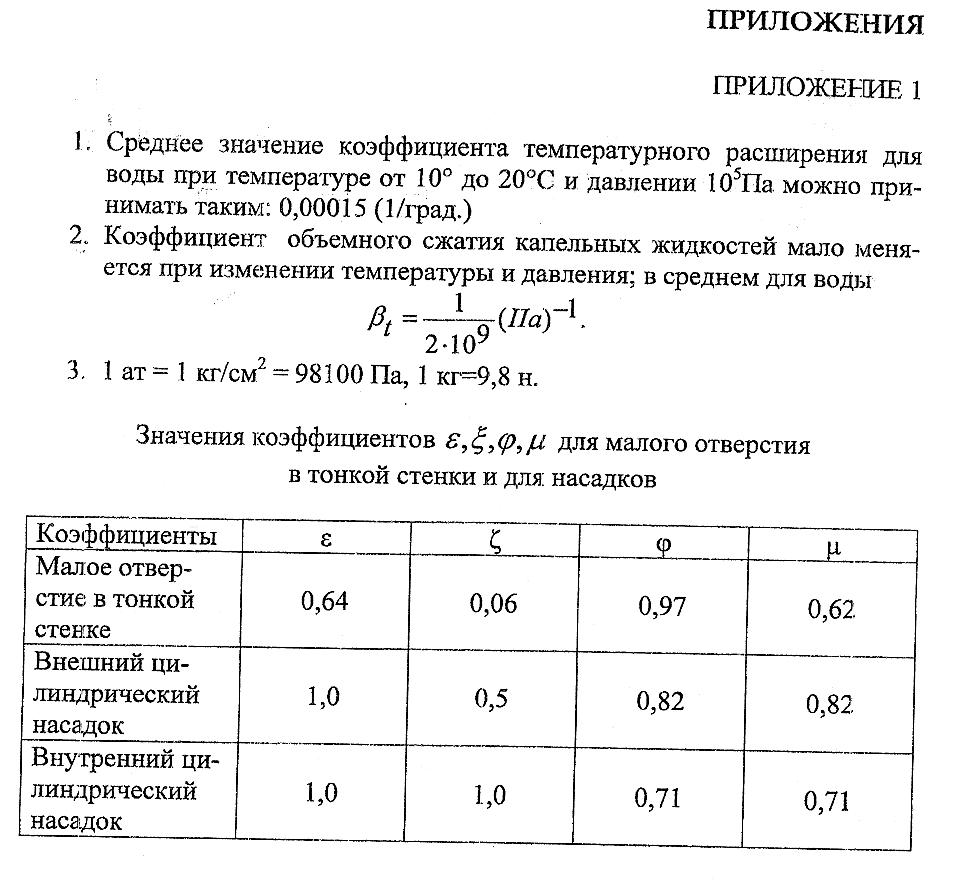 ПРИЛОЖЕНИЯ
ПРИЛОЖЕНИЕ 1
1. Среднее значение коэффициента температурного расширения для
воды при температуре от 10° до 20°С и давлении 10⁵Па можно при-
нимать таким: 0,00015 (1/град.)
2. Коэффициент объемного сжатия капельных жидкостей мало меня-
ется при изменении температуры и давления; в среднем для воды
βt = 1/(2·10⁹) (Па)⁻¹.
3. 1 ат = 1 кг/см² = 98100 Па, 1 кг=9,8 н.
Значения коэффициентов ε,ξ,φ,μ для малого отверстия
в тонкой стенки и для насадков
Коэффициенты ε ζ φ μ
Малое отвер-
стие в тонкой 0,64 0,06 0,97 0,62
стенке
Внешний ци-
линдрический 1,0 0,5 0,82 0,82
насадок
Внутренний ци-
линдрический 1,0 1,0 0,71 0,71
насадок